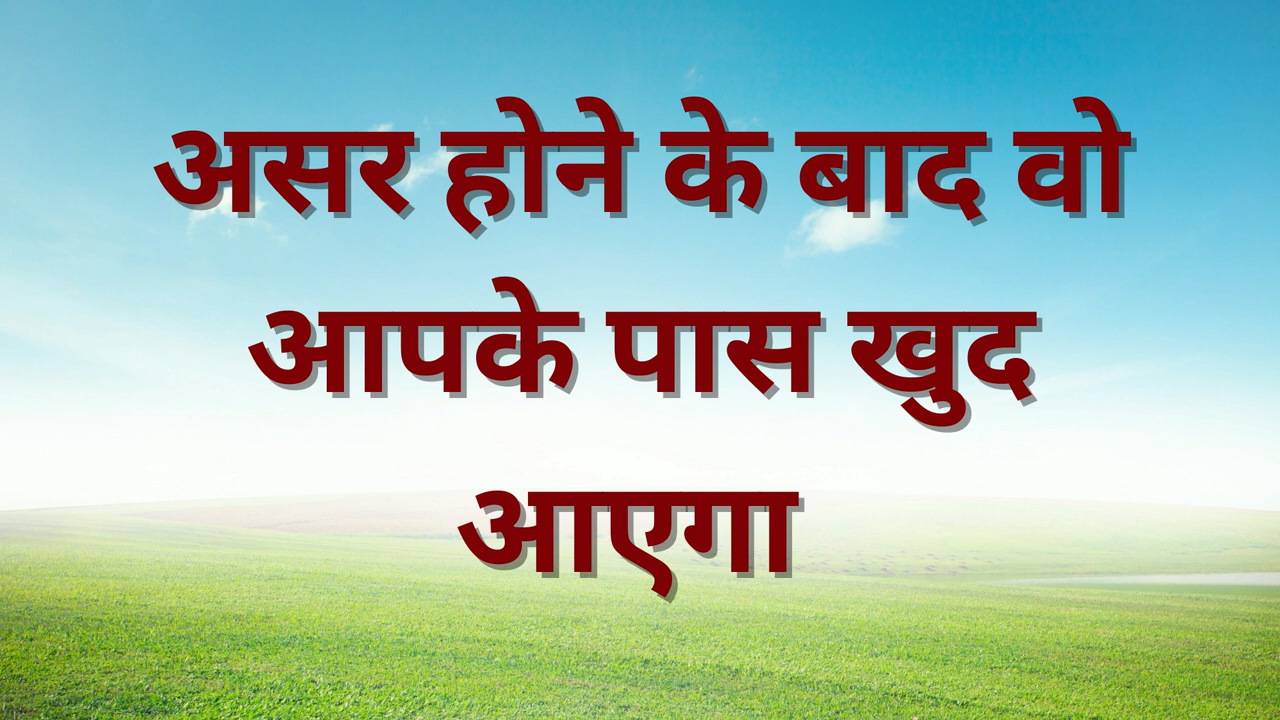 असर होने के बाद वो
आपके पास खुद
आएगा